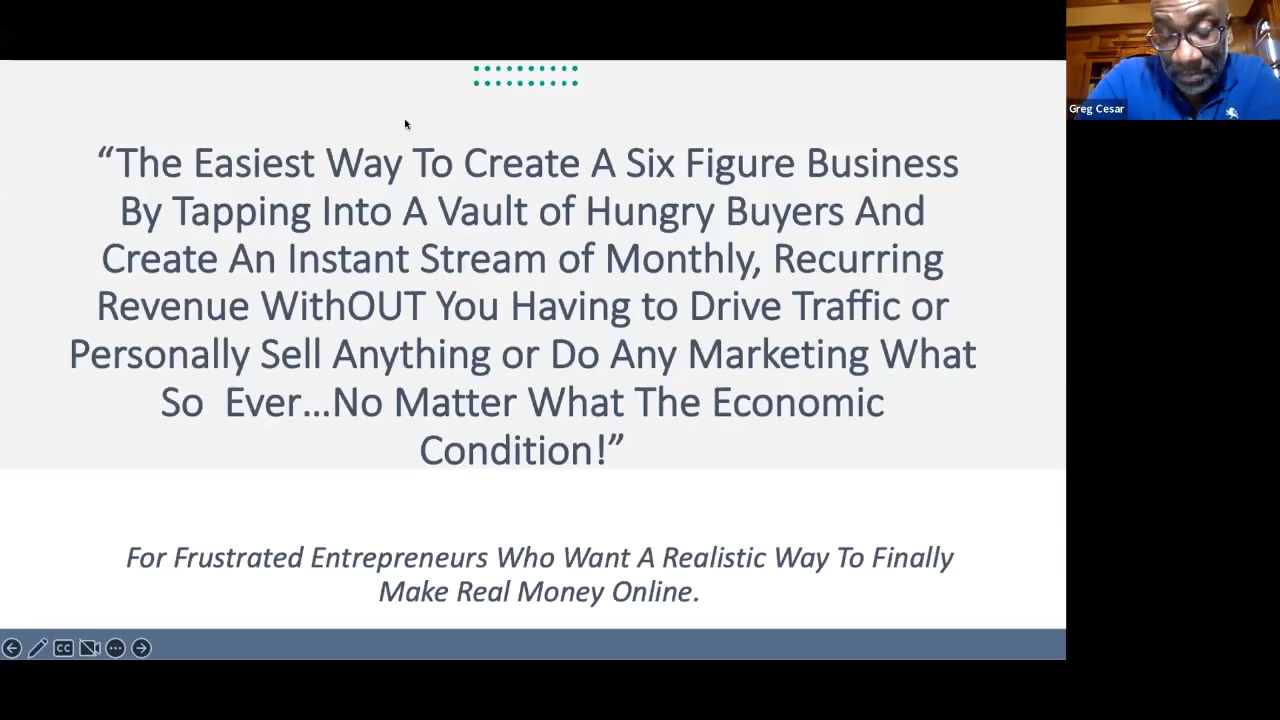 “The Easiest Way To Create A Six Figure Business
By Tapping Into A Vault of Hungry Buyers And
Create An Instant Stream of Monthly, Recurring
Revenue WithOUT You Having to Drive Traffic or
Personally Sell Anything or Do Any Marketing What
So  Ever...No Matter What The Economic
Condition!”
For Frustrated Entrepreneurs Who Want A Realistic Way To Finally
Make Real Money Online.
CC
Greg Cesar